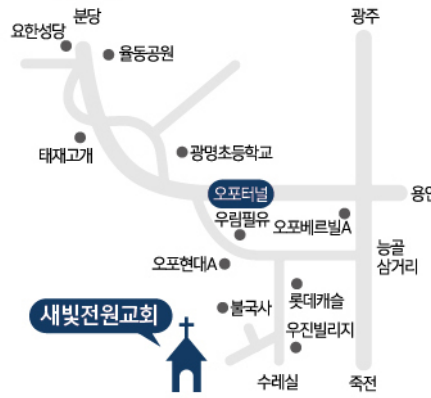 분당
광주
요한성당
율동공원
태재고개
광명초등학교
오포터널
용인
우림필유
오포베르빌A
능골
삼거리
오포현대A
롯데캐슬
불국사
새빛전원교회
우진빌리지
수레실
죽전